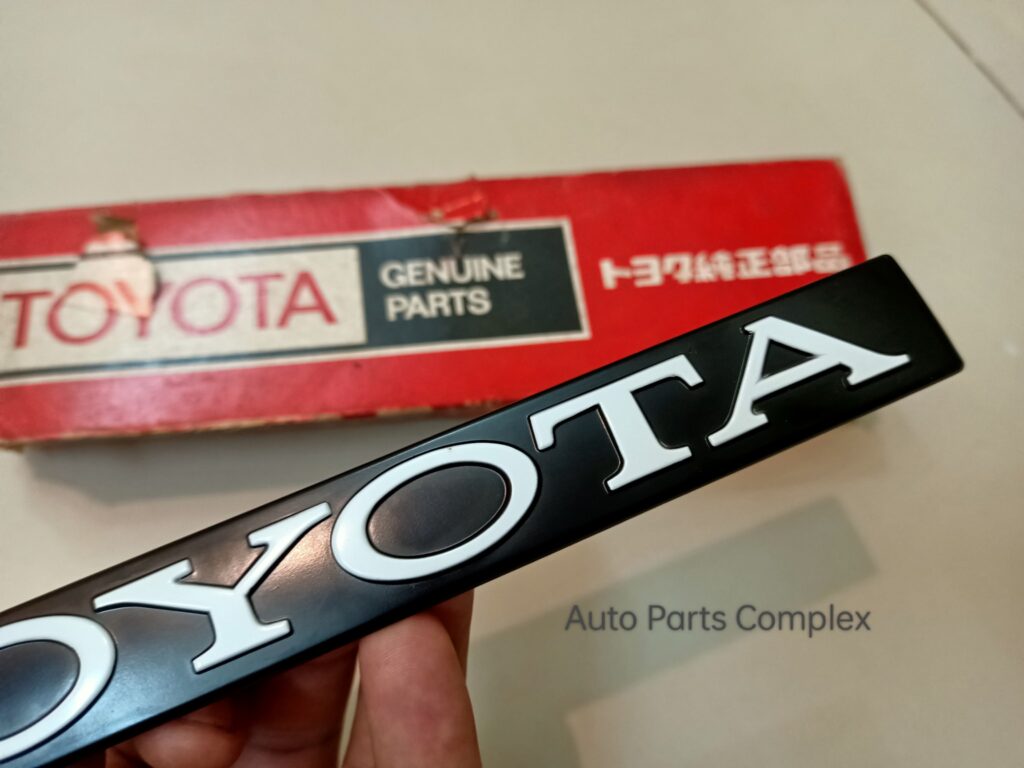 TOYOTA
GENUINE
PARTS
トヨタ純正部品
OYOTA
Auto Parts Complex